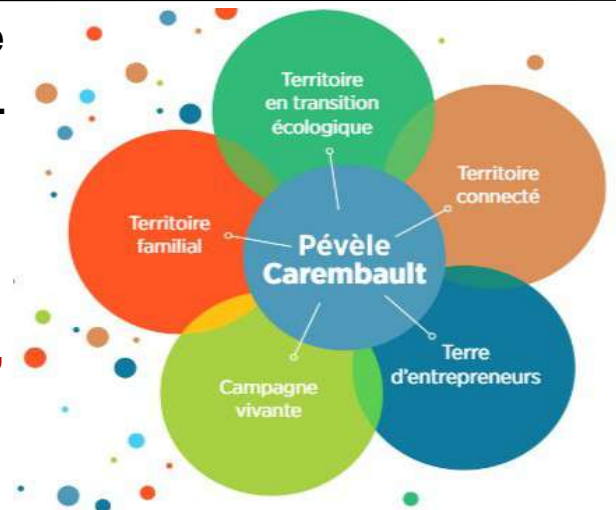 e
Territoire
en transition
écologique
Territoire
connecté
Territoire
familial
Pévèle
Carembault
Terre
d'entrepreneurs
Campagne
vivante